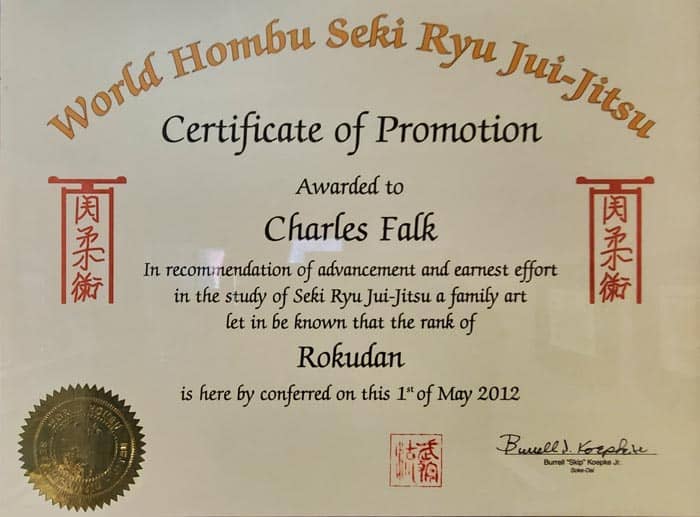 World Hombu Seki Ryu Jui-Jitsu
Certificate of Promotion
Awarded to
Charles Falk
In recommendation of advancement and earnest effort
in the study of Seki Ryu Jui-Jitsu a family art
let in be known that the rank of
Rokudan
is here by conferred on this 1st of May 2012
柔術
柔術
Burrell "Skip" Koepke Jr.
Soke-Dai